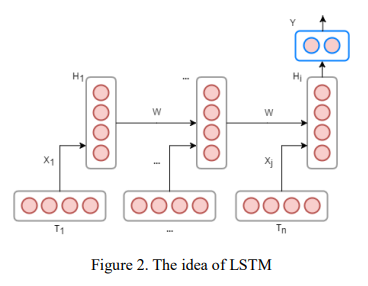 Y
H1 ... Hj
W W
X1 ... Xj
T1 ... Tn
Figure 2. The idea of LSTM